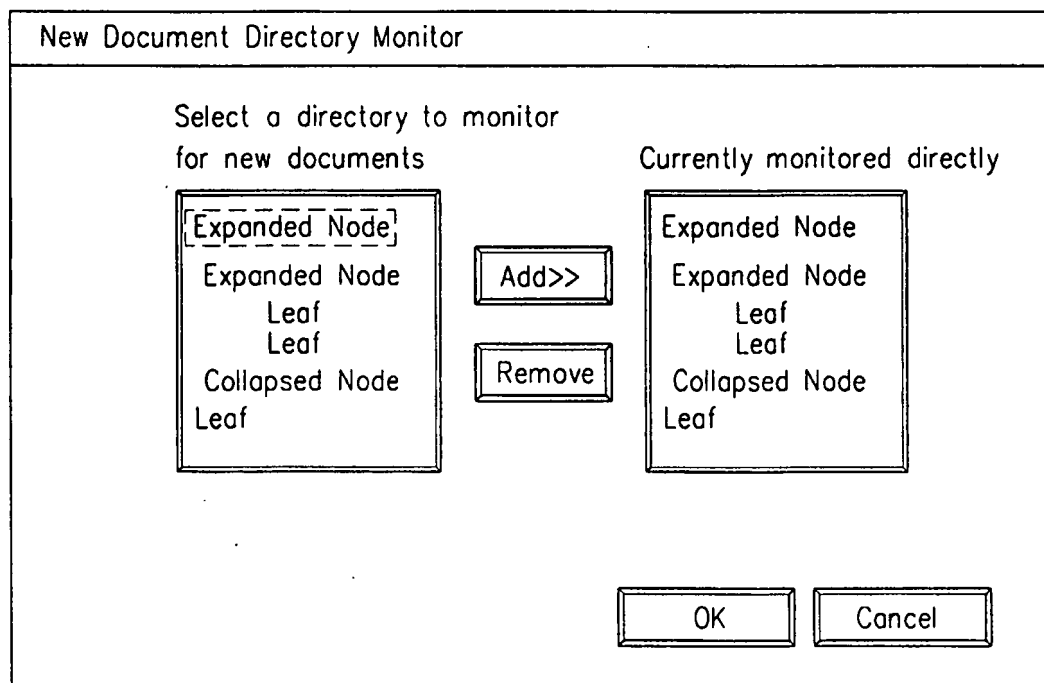 New Document Directory Monitor
Select a directory to monitor
for new documents
Currently monitored directly
Expanded Node
Expanded Node
Leaf
Leaf
Collapsed Node
Leaf
Add>>
Remove
Expanded Node
Expanded Node
Leaf
Leaf
Collapsed Node
Leaf
OK
Cancel